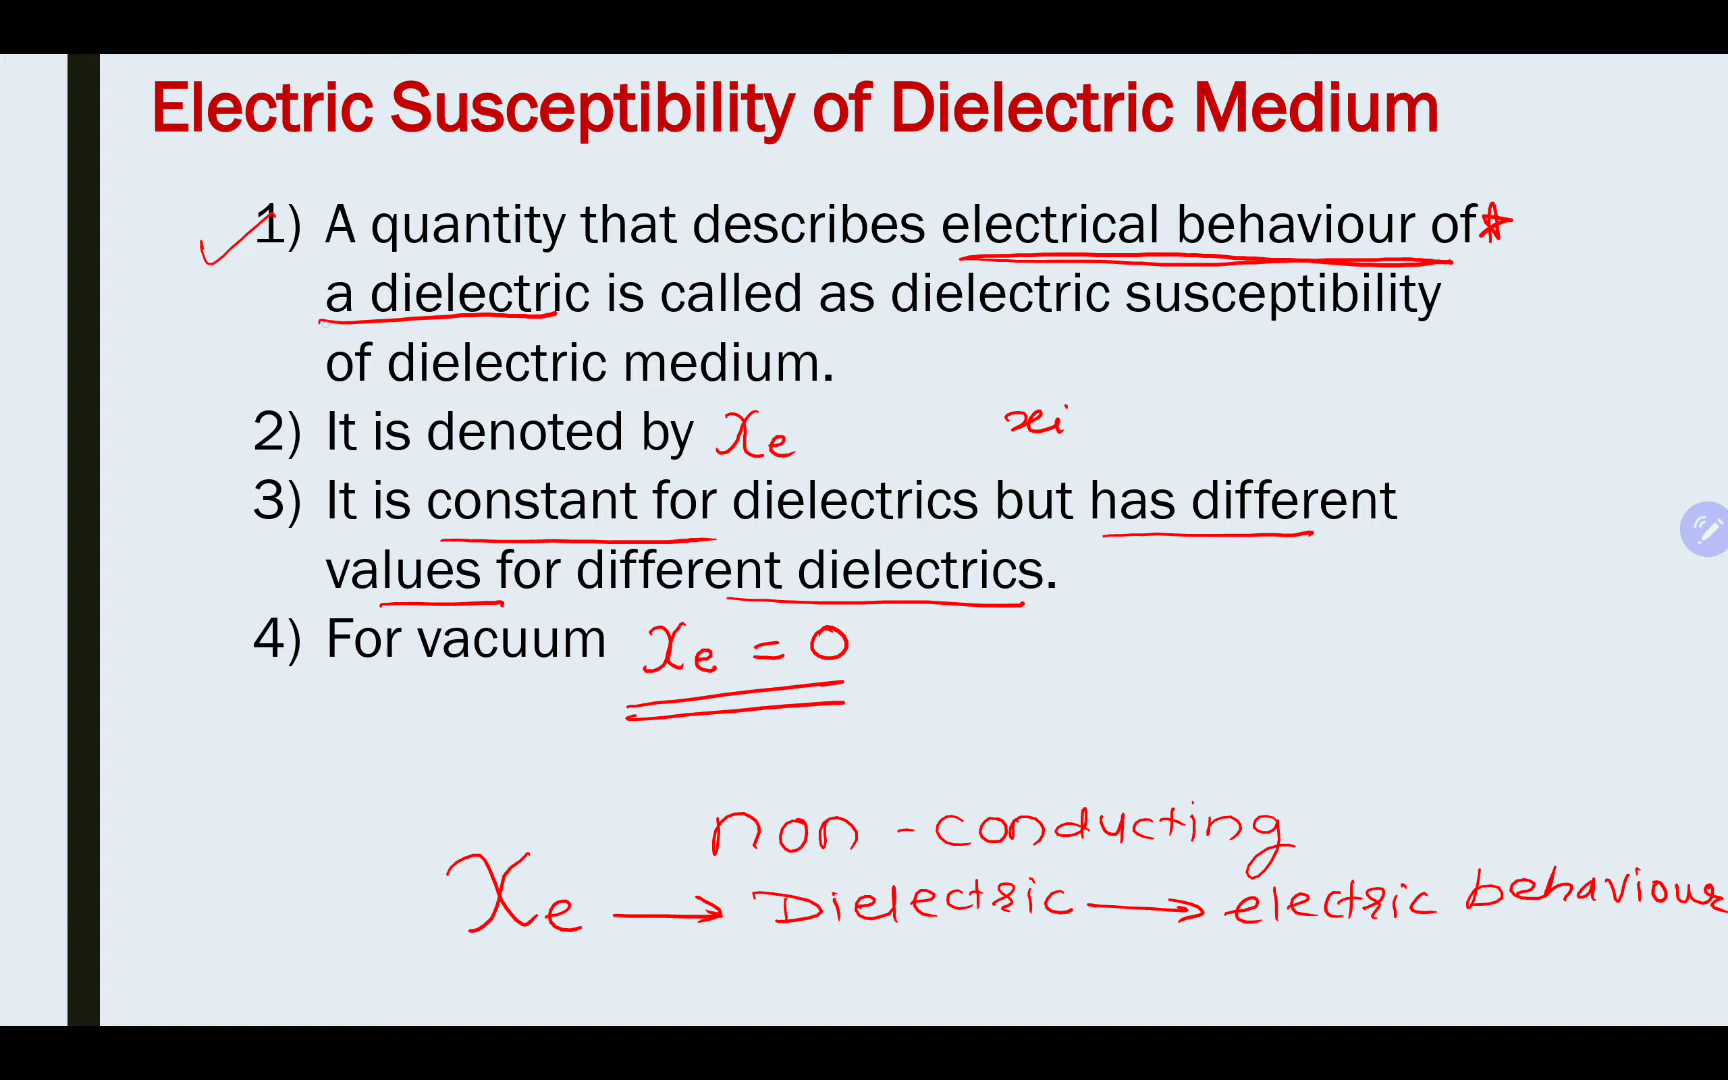 Electric Susceptibility of Dielectric Medium
1) A quantity that describes electrical behaviour of*
a dielectric is called as dielectric susceptibility
of dielectric medium.
2) It is denoted by χe xi
3) It is constant for dielectrics but has different
values for different dielectrics.
4) For vacuum χe = 0
non-conducting
χe → Dielectric → electric behaviour